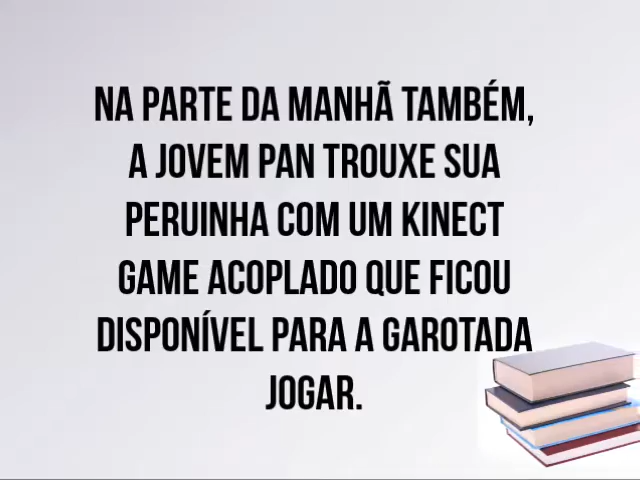 NA PARTE DA MANHÃ TAMBÉM,
A JOVEM PAN TROUXE SUA
PERUINHA COM UM KINECT
GAME ACOPLADO QUE FICOU
DISPONÍVEL PARA A GAROTADA
JOGAR.